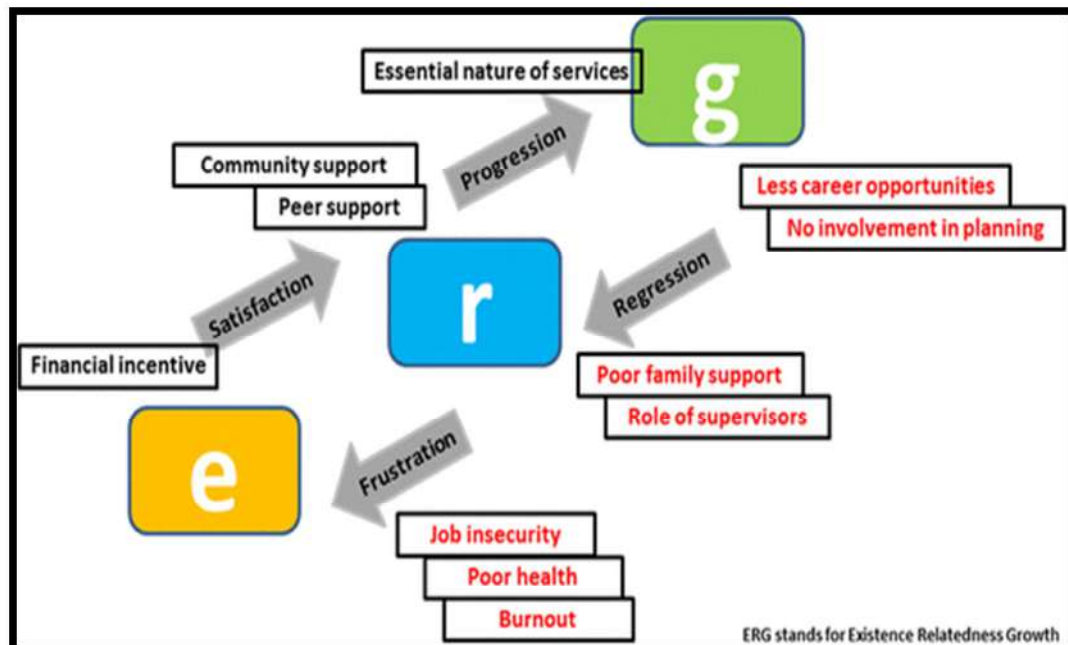 Essential nature of services
g
Progression
Community support
Peer support
Less career opportunities
No involvement in planning
r
Regression
Satisfaction
Financial incentive
Poor family support
Role of supervisors
e
Frustration
Job insecurity
Poor health
Burnout
ERG stands for Existence Relatedness Growth